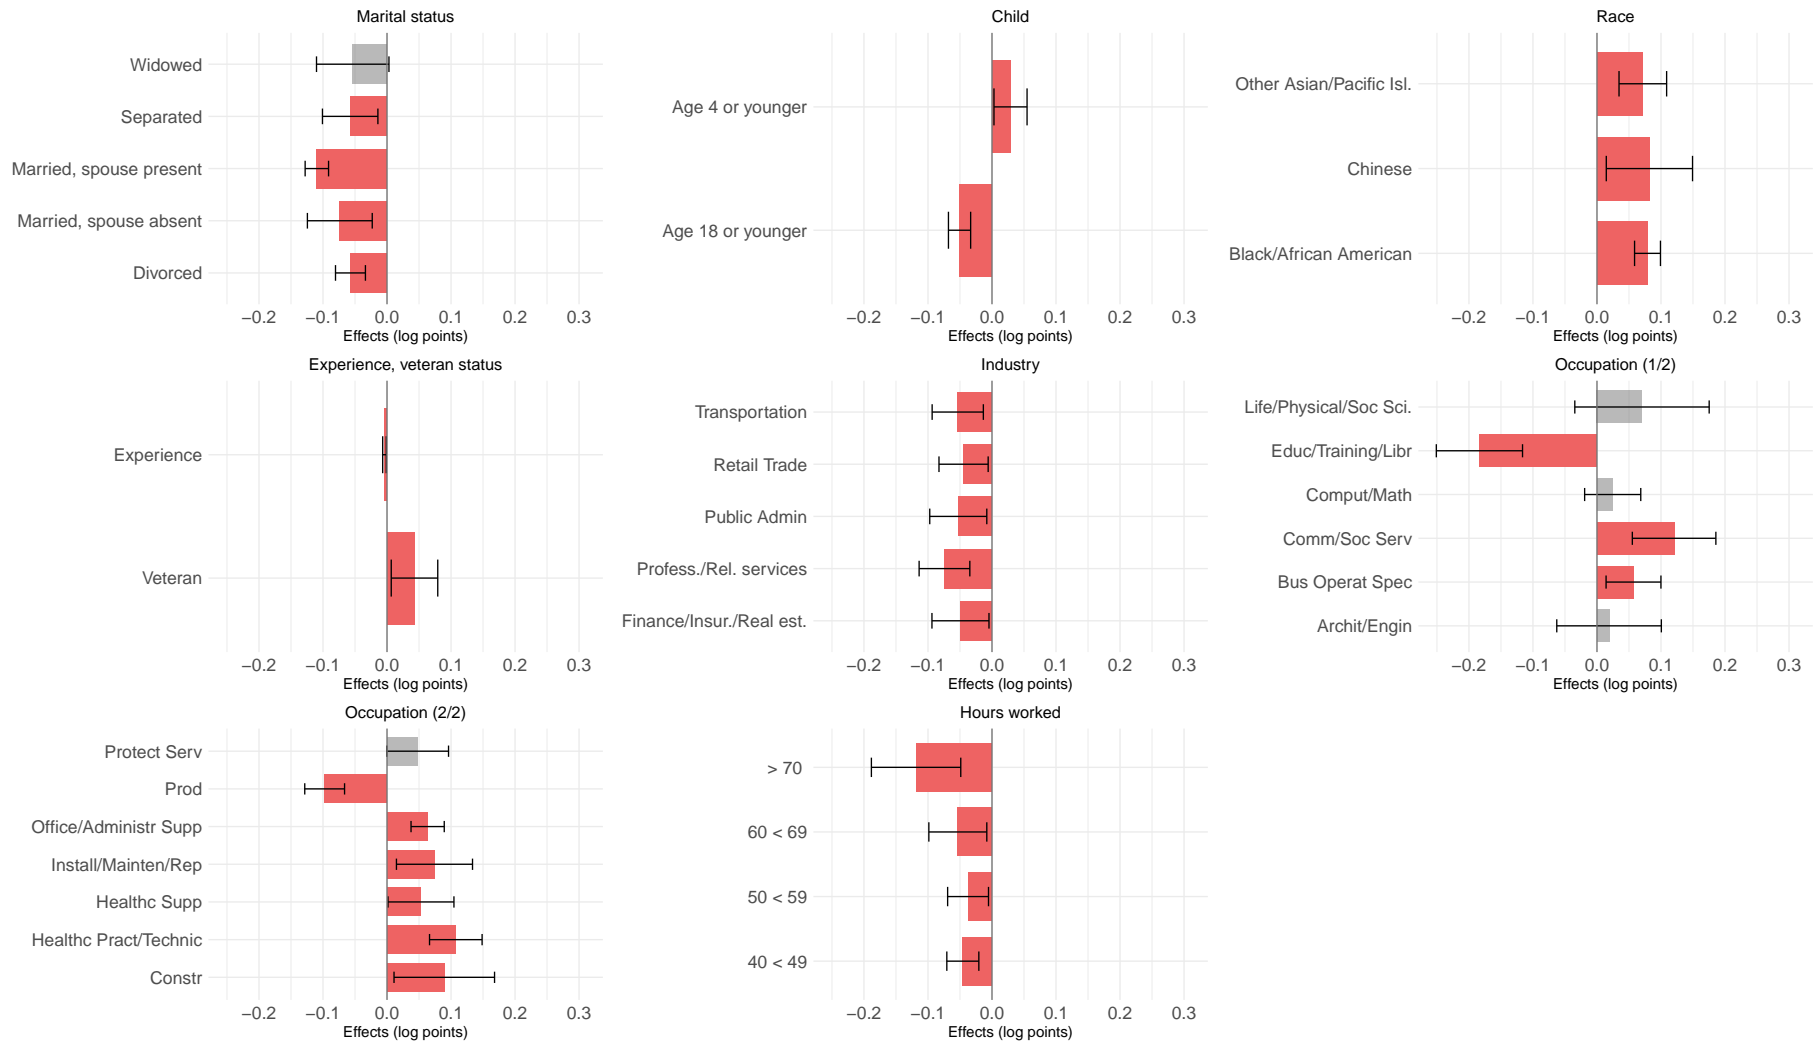 Marital status
Widowed
Separated
Married, spouse present
Married, spouse absent
Divorced
−0.2 −0.1 0.0 0.1 0.2 0.3
Effects (log points)
Child
Age 4 or younger
Age 18 or younger
−0.2 −0.1 0.0 0.1 0.2 0.3
Effects (log points)
Race
Other Asian/Pacific Isl.
Chinese
Black/African American
−0.2 −0.1 0.0 0.1 0.2 0.3
Effects (log points)
Experience, veteran status
Experience
Veteran
−0.2 −0.1 0.0 0.1 0.2 0.3
Effects (log points)
Industry
Transportation
Retail Trade
Public Admin
Profess./Rel. services
Finance/Insur./Real est.
−0.2 −0.1 0.0 0.1 0.2 0.3
Effects (log points)
Occupation (1/2)
Life/Physical/Soc Sci.
Educ/Training/Libr
Comput/Math
Comm/Soc Serv
Bus Operat Spec
Archit/Engin
−0.2 −0.1 0.0 0.1 0.2 0.3
Effects (log points)
Occupation (2/2)
Protect Serv
Prod
Office/Administr Supp
Install/Mainten/Rep
Healthc Supp
Healthc Pract/Technic
Constr
−0.2 −0.1 0.0 0.1 0.2 0.3
Effects (log points)
Hours worked
> 70
60 < 69
50 < 59
40 < 49
−0.2 −0.1 0.0 0.1 0.2 0.3
Effects (log points)